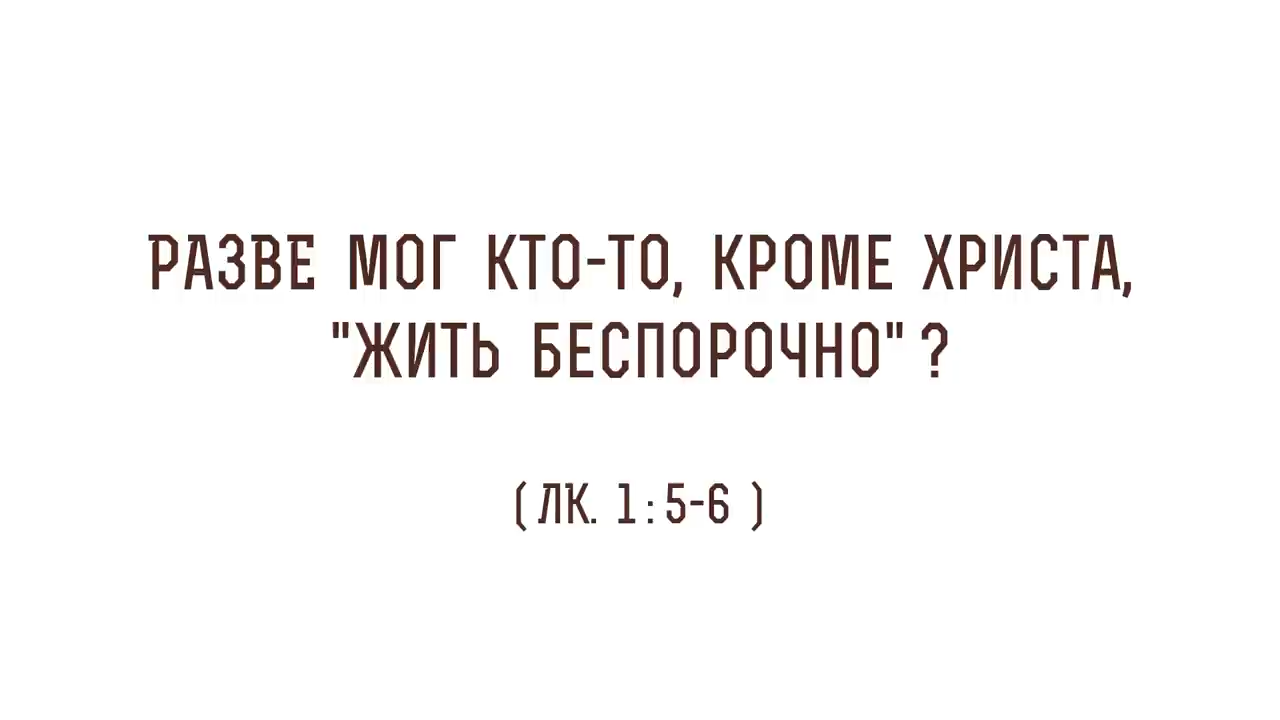 РАЗВЕ МОГ КТО-ТО, КРОМЕ ХРИСТА,
"ЖИТЬ БЕСПОРОЧНО"?
(ЛК. 1:5-6)